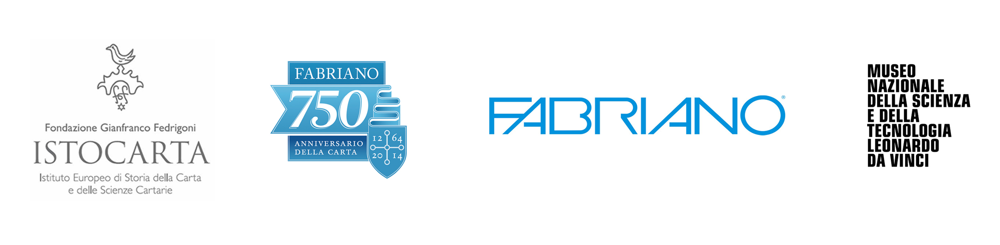 Fondazione Gianfranco Fedrigoni
ISTOCARTA
Istituto Europeo di Storia della Carta
e delle Scienze Cartarie
FABRIANO
750
ANNIVERSARIO
DELLA CARTA
12 64
20 14
FABRIANO®
MUSEO
NAZIONALE
DELLA SCIENZA
E DELLA
TECNOLOGIA
LEONARDO
DA VINCI